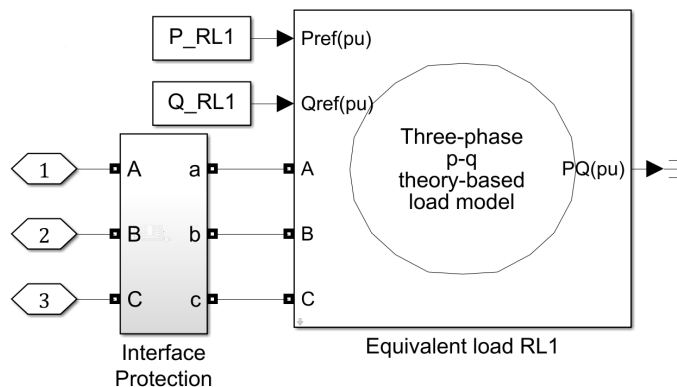 P_RL1
Pref(pu)
Q_RL1
Qref(pu)
Three-phase
p-q
theory-based
load model
PQ(pu)
1
A
a
A
2
B
b
B
3
C
c
C
Interface
Protection
Equivalent load RL1